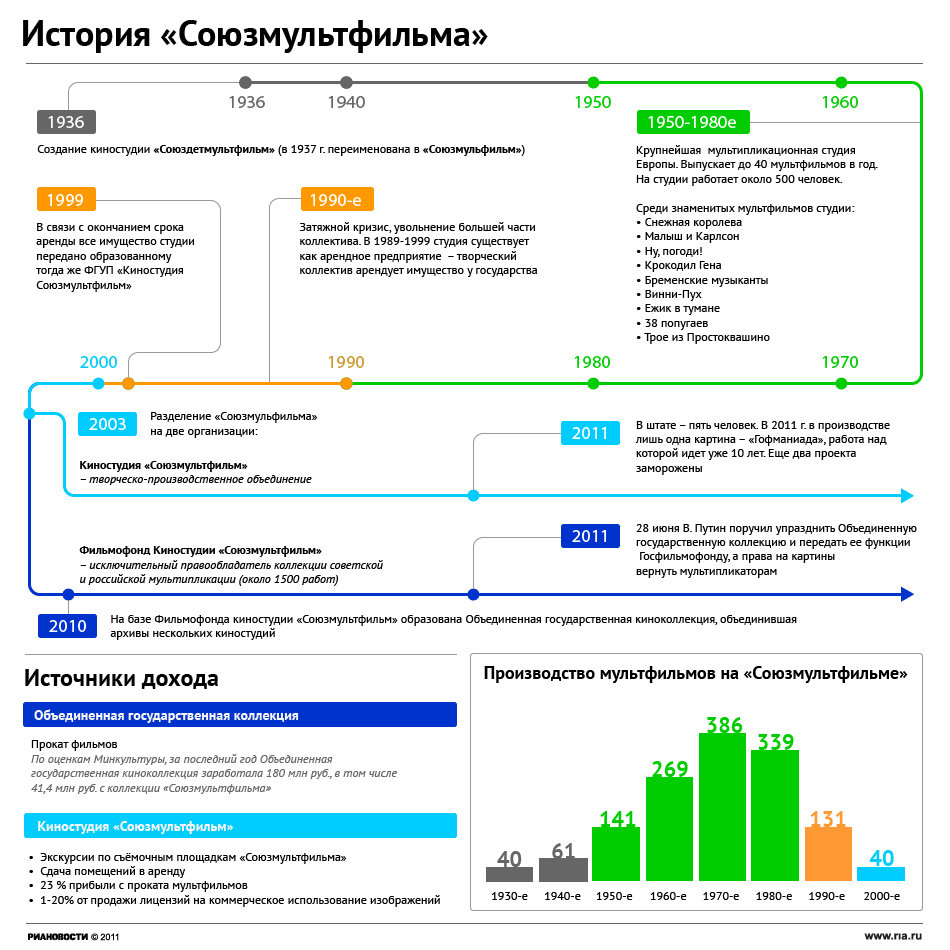 История «Союзмультфильма»
1936
1940
1950
1960
1936
Создание киностудии «Союздетмультфильм» (в 1937 г. переименована в «Союзмульфильм»)
1950-1980е
Крупнейшая мультипликационная студия
Европы. Выпускает до 40 мультфильмов в год.
На студии работает около 500 человек.
Среди знаменитых мультфильмов студии:
• Снежная королева
• Малыш и Карлсон
• Ну, погоди!
• Крокодил Гена
• Бременские музыканты
• Винни-Пух
• Ежик в тумане
• 38 попугаев
• Трое из Простоквашино
1999
В связи с окончанием срока
аренды все имущество студии
передано образованному
тогда же ФГУП «Киностудия
Союзмультфильм»
1990-е
Затяжной кризис, увольнение большей части
коллектива. В 1989-1999 студия существует
как арендное предприятие – творческий
коллектив арендует имущество у государства
2000
1990
1980
1970
2003
Разделение «Союзмульфильма»
на две организации:
Киностудия «Союзмультфильм»
– творческо-производственное объединение
2011
В штате – пять человек. В 2011 г. в производстве
лишь одна картина – «Гофманиада», работа над
которой идет уже 10 лет. Еще два проекта
заморожены
Фильмофонд Киностудии «Союзмультфильм»
– исключительный правообладатель коллекции советской
и российской мультипликации (около 1500 работ)
2011
28 июня В. Путин поручил упразднить Объединенную
государственную коллекцию и передать ее функции
Госфильмофонду, а права на картины
вернуть мультипликаторам
2010
На базе Фильмофонда киностудии «Союзмультфильм» образована Объединенная государственная киноколлекция, объединившая
архивы нескольких киностудий
Источники дохода
Объединенная государственная коллекция
Прокат фильмов
По оценкам Минкультуры, за последний год Объединенная
государственная киноколлекция заработала 180 млн руб., в том числе
41,4 млн руб. с коллекции «Союзмультфильма»
Киностудия «Союзмультфильм»
• Экскурсии по съёмочным площадкам «Союзмультфильма»
• Сдача помещений в аренду
• 23 % прибыли с проката мультфильмов
• 1-20% от продажи лицензий на коммерческое использование изображений
Производство мультфильмов на «Союзмультфильме»
40
61
141
269
386
339
131
40
1930-е
1940-е
1950-е
1960-е
1970-е
1980-е
1990-е
2000-е
РИАНОВОСТИ © 2011
www.ria.ru